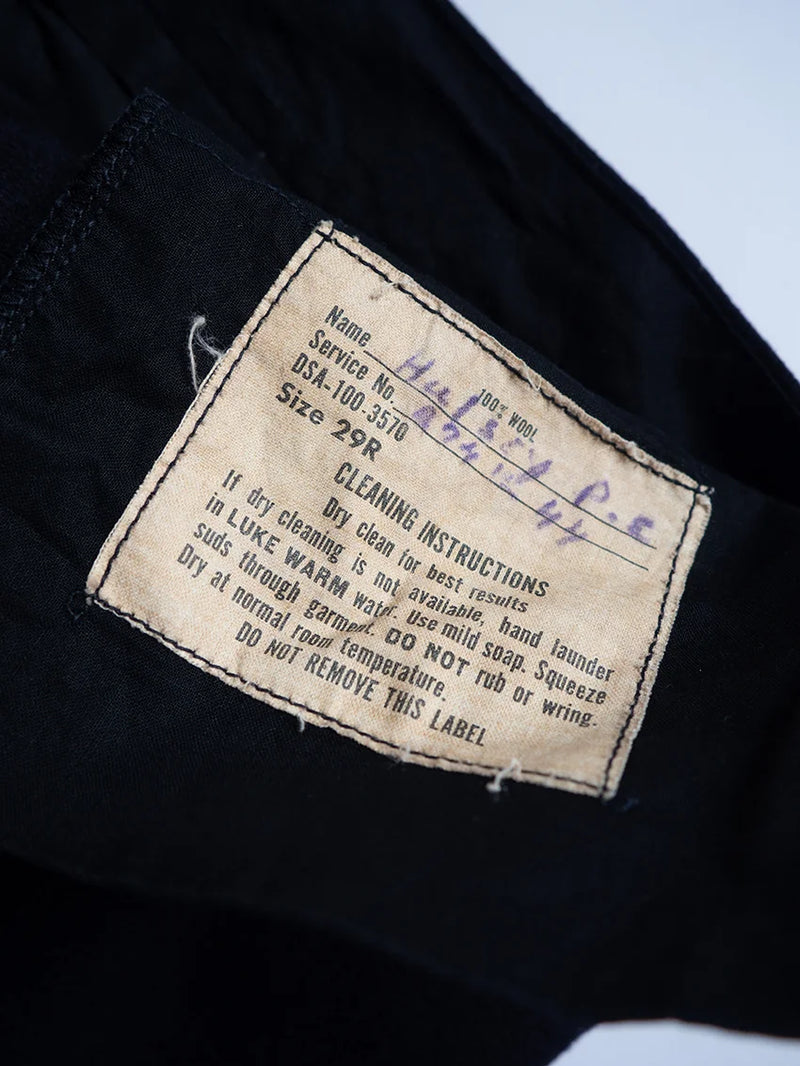 100% WOOL
Name Hulsey P.E
Service No.
DSA-100-3570
Size 29R
CLEANING INSTRUCTIONS
Dry clean for best results
If dry cleaning is not available, hand launder
in LUKE WARM water. Use mild soap. Squeeze
suds through garment. DO NOT rub or wring.
Dry at normal room temperature.
DO NOT REMOVE THIS LABEL